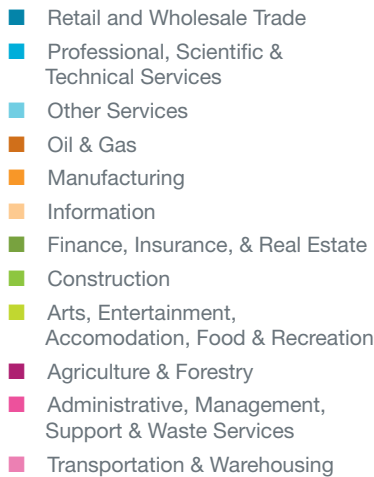 Retail and Wholesale Trade
Professional, Scientific &
Technical Services
Other Services
Oil & Gas
Manufacturing
Information
Finance, Insurance, & Real Estate
Construction
Arts, Entertainment,
Accomodation, Food & Recreation
Agriculture & Forestry
Administrative, Management,
Support & Waste Services
Transportation & Warehousing